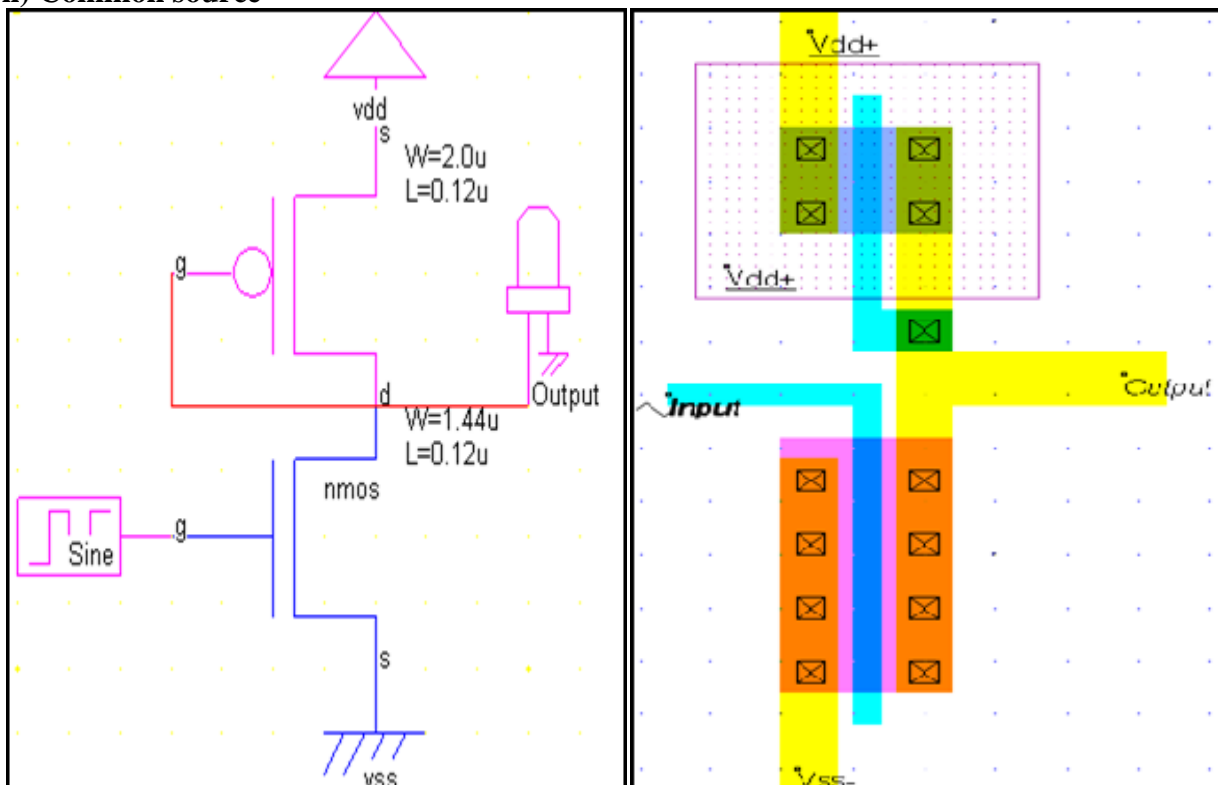 Common source
vdd
s
W=2.0u
L=0.12u
g
Output
d
W=1.44u
L=0.12u
nmos
g
Sine
s
vss
Vdd+
Vdd+
Output
Input
Vss-